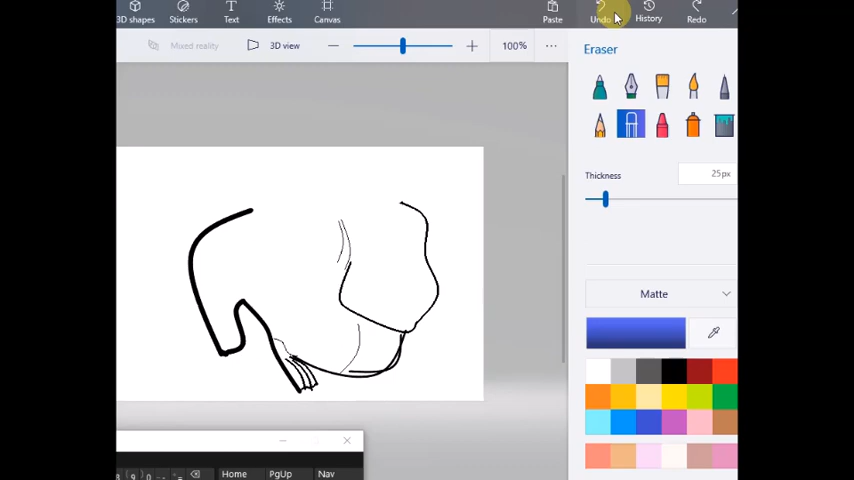 3D shapes Stickers Text Effects Canvas Paste Undo History Redo
Mixed reality 3D view 100%
Eraser
Thickness 25px
Matte
Home PgUp Nav